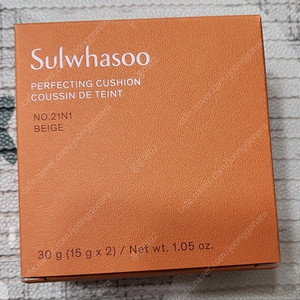 Sulwhasoo
PERFECTING CUSHION
COUSSIN DE TEINT
NO.21N1
BEIGE
30 g (15 g x 2) / Net wt. 1.05 oz.